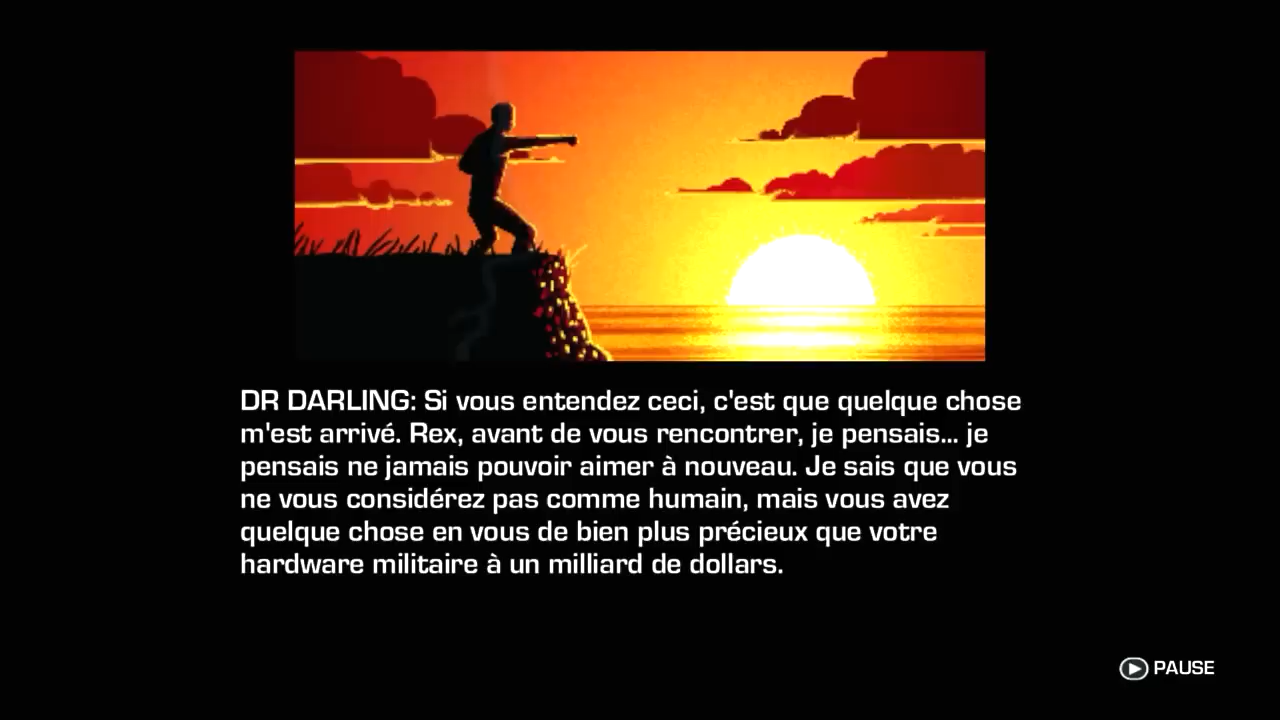 DR DARLING: Si vous entendez ceci, c'est que quelque chose
m'est arrivé. Rex, avant de vous rencontrer, je pensais... je
pensais ne jamais pouvoir aimer à nouveau. Je sais que vous
ne vous considérez pas comme humain, mais vous avez
quelque chose en vous de bien plus précieux que votre
hardware militaire à un milliard de dollars.
PAUSE